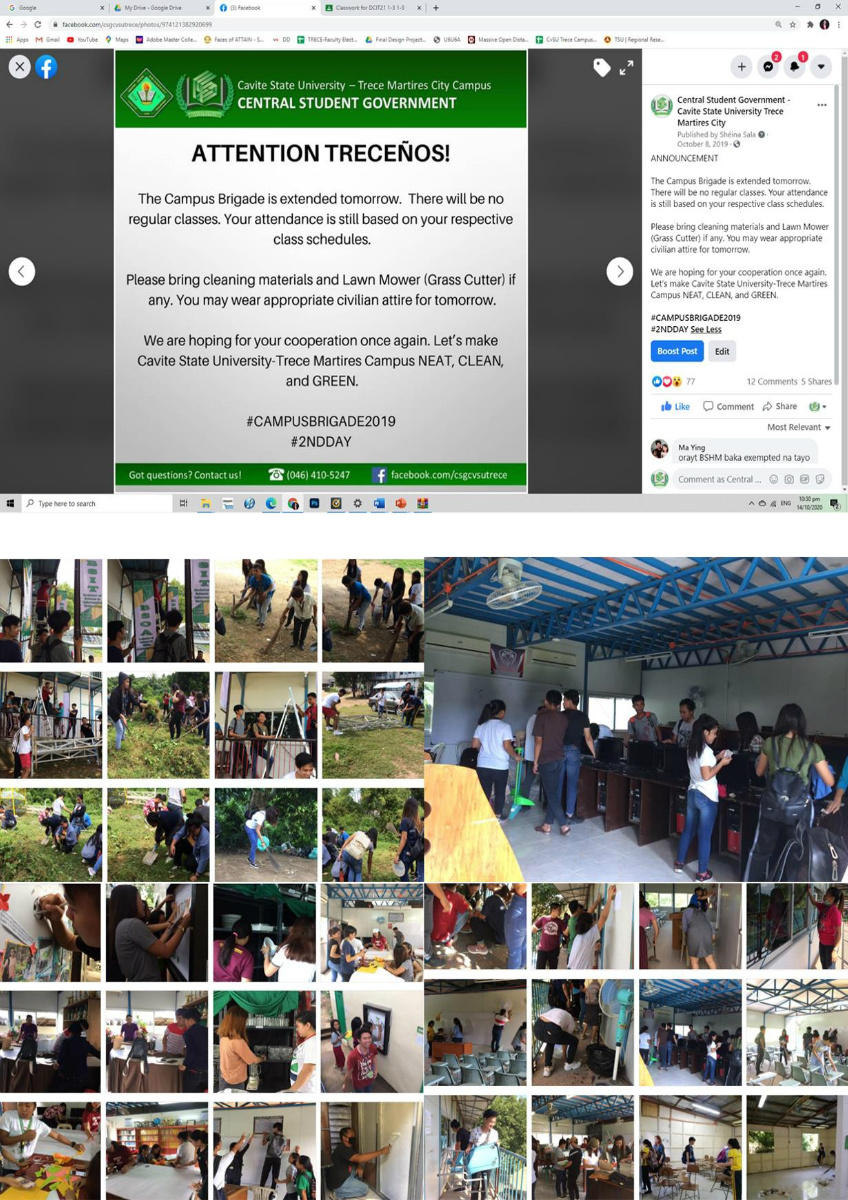 Google
My Drive - Google Drive
(3) Facebook
Classwork for DCIT21 1-3 1-3
facebook.com/csgcvsutrece/photos/974121382920699
Apps
Gmail
YouTube
Maps
Adobe Master Colle...
Faces of ATTAIN - S...
DD
TRECE-Faculty Elect...
Final Design Project...
USU6A
Massive Open Data...
CvSU Trece Campus...
TSU | Regional Rese...
Cavite State University – Trece Martires City Campus
CENTRAL STUDENT GOVERNMENT
ATTENTION TRECEÑOS!
The Campus Brigade is extended tomorrow. There will be no
regular classes. Your attendance is still based on your respective
class schedules.
Please bring cleaning materials and Lawn Mower (Grass Cutter) if
any. You may wear appropriate civilian attire for tomorrow.
We are hoping for your cooperation once again. Let's make
Cavite State University-Trece Martires Campus NEAT, CLEAN,
and GREEN.
#CAMPUSBRIGADE2019
#2NDDAY
Got questions? Contact us!
(046) 410-5247
facebook.com/csgcvsutrece
2
1
Central Student Government -
Cavite State University Trece
Martires City
Published by Shéina Sala ·
October 8, 2019 ·
ANNOUNCEMENT
The Campus Brigade is extended tomorrow.
There will be no regular classes. Your attendance
is still based on your respective class schedules.
Please bring cleaning materials and Lawn Mower
(Grass Cutter) if any. You may wear appropriate
civilian attire for tomorrow.
We are hoping for your cooperation once again.
Let's make Cavite State University-Trece Martires
Campus NEAT, CLEAN, and GREEN.
#CAMPUSBRIGADE2019
#2NDDAY See Less
Boost Post
Edit
77
12 Comments 5 Shares
Like
Comment
Share
Most Relevant
Ma Ying
orayt BSHM baka exempted na tayo
Comment as Central ...
Type here to search
ENG
10:30 pm
14/10/2020
BSIT